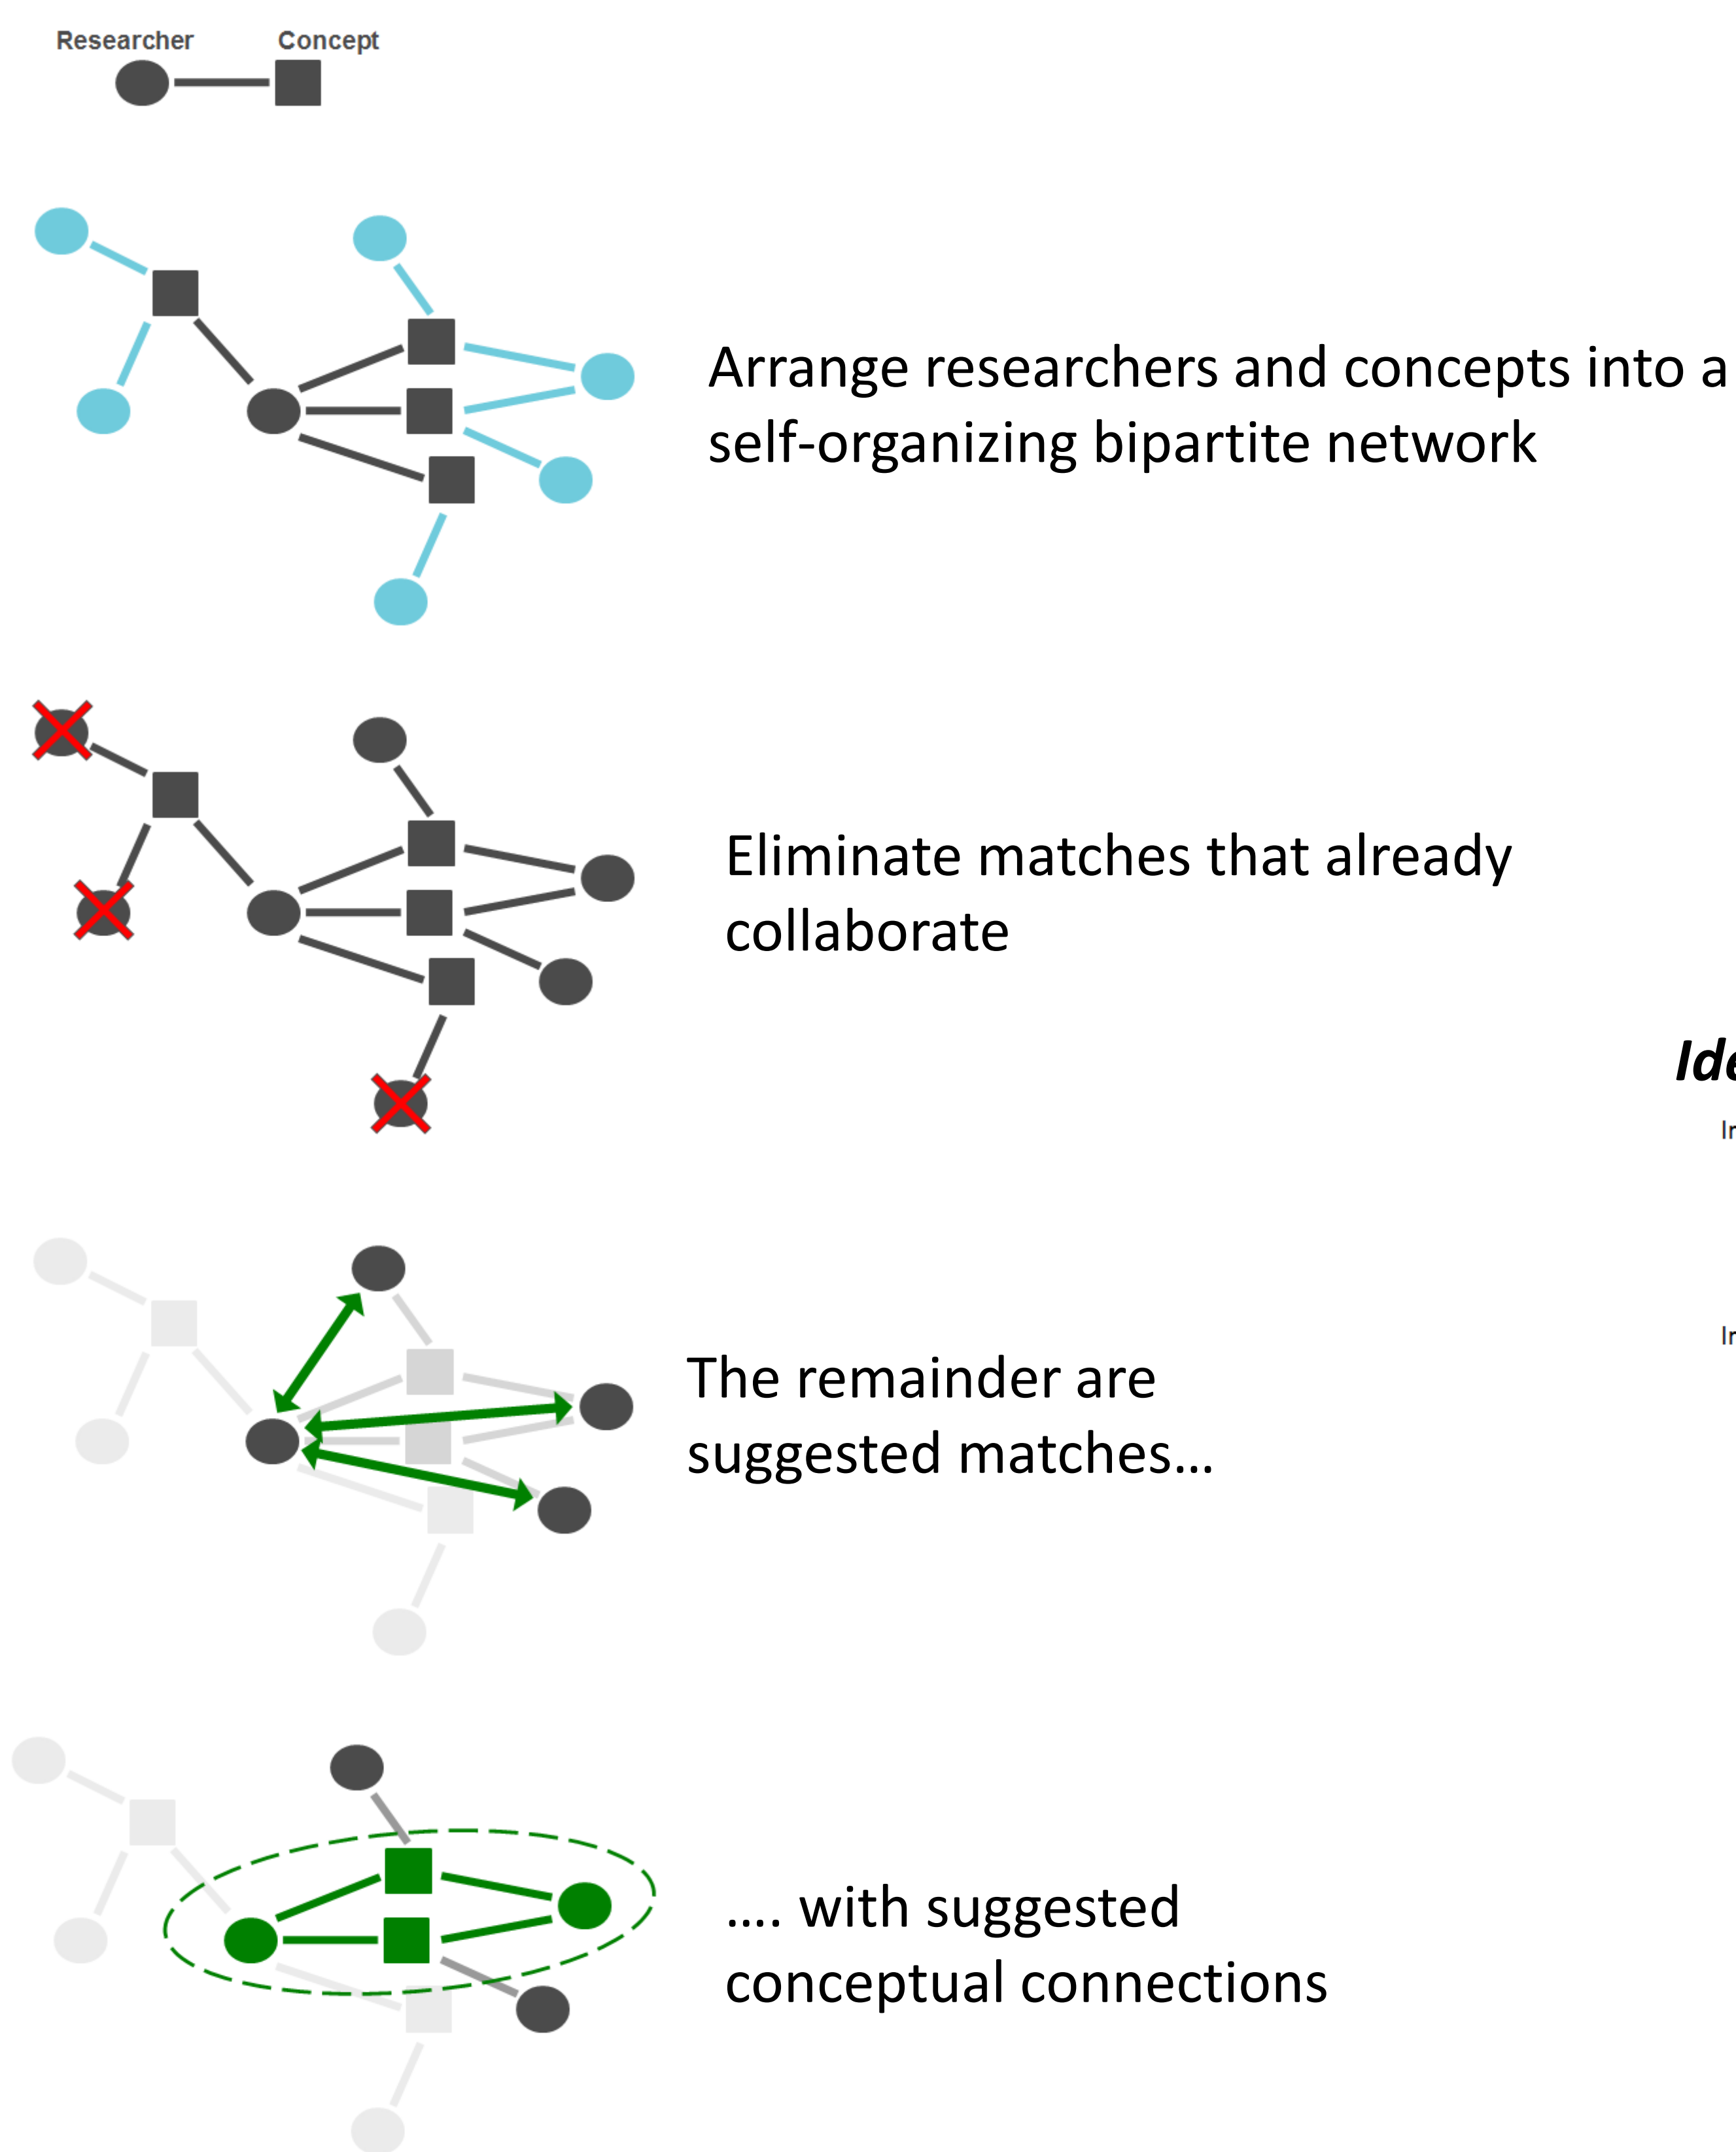 Researcher Concept
Arrange researchers and concepts into a
self-organizing bipartite network
Eliminate matches that already
collaborate
The remainder are
suggested matches...
.... with suggested
conceptual connections